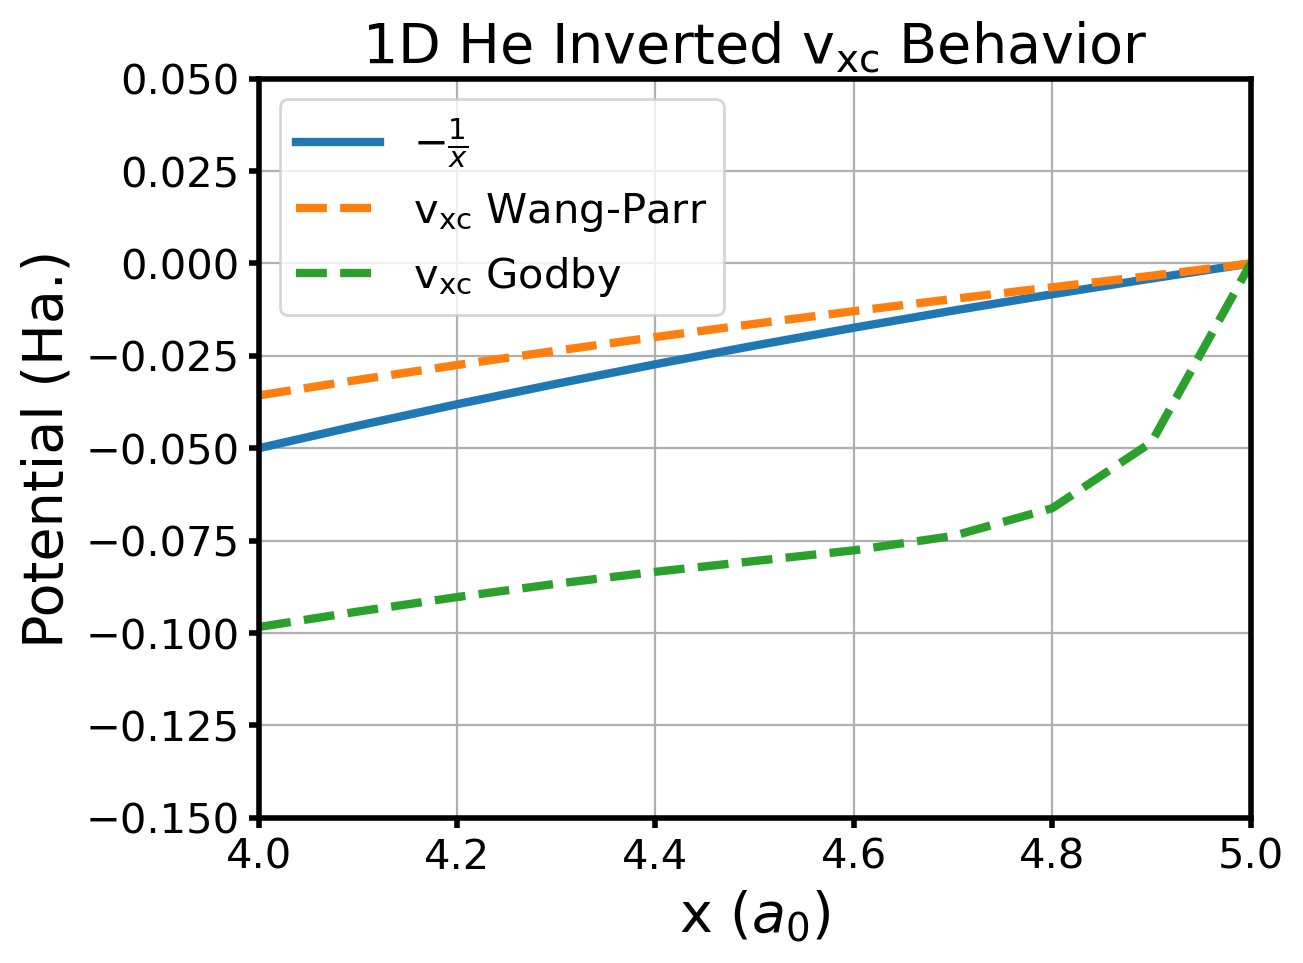 1D He Inverted vxc Behavior
0.050
0.025
0.000
−0.025
−0.050
−0.075
−0.100
−0.125
−0.150
Potential (Ha.)
−1/x
vxc Wang-Parr
vxc Godby
4.0 4.2 4.4 4.6 4.8 5.0
x (a0)